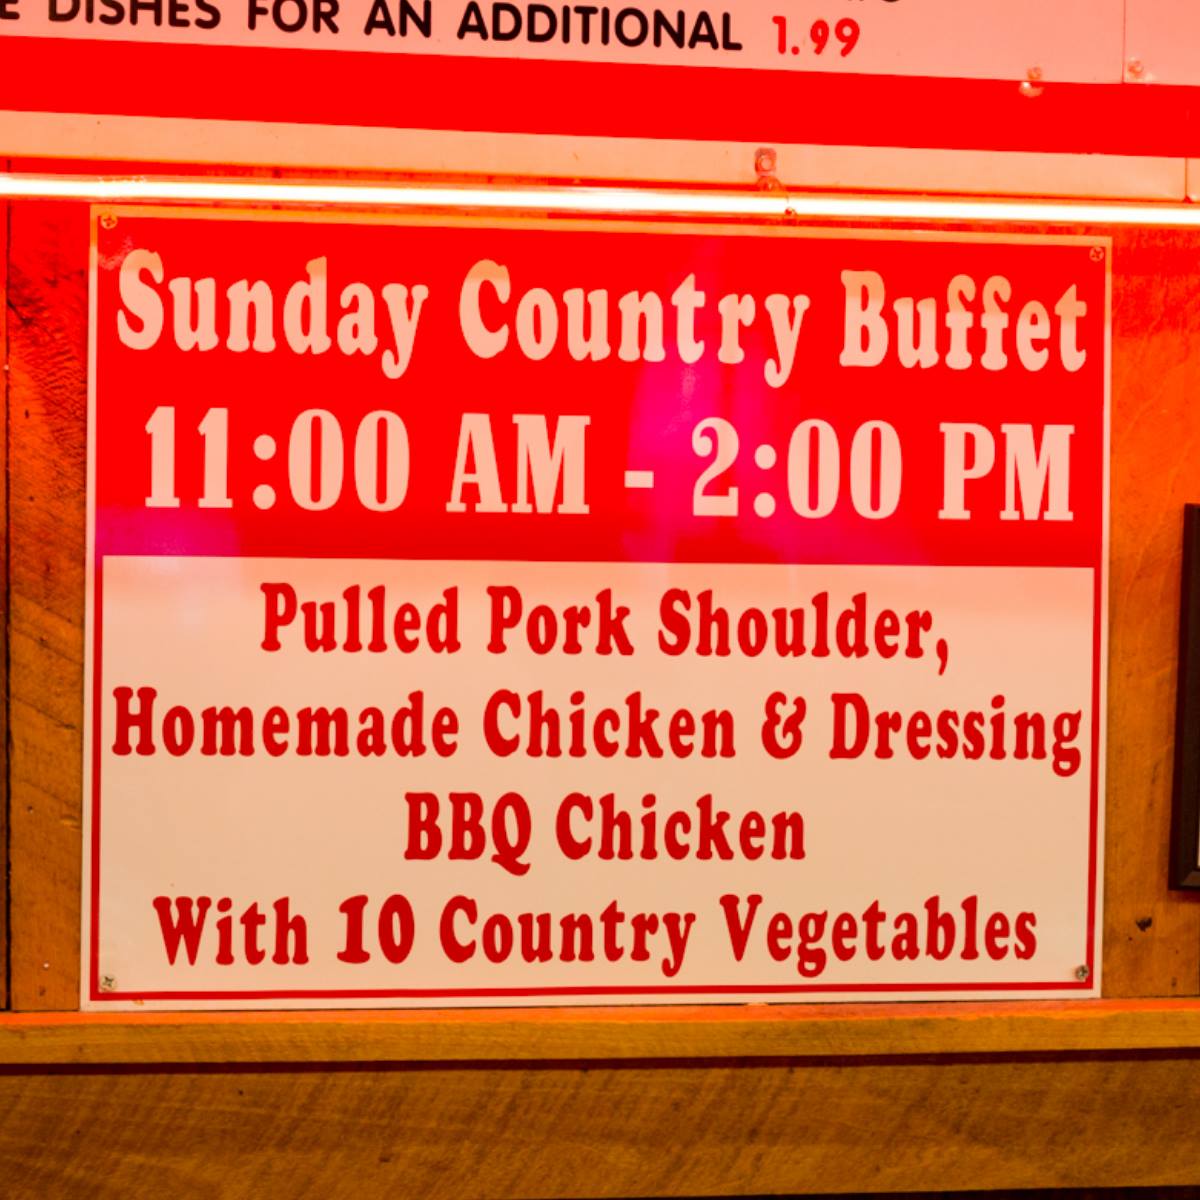 DISHES FOR AN ADDITIONAL 1.99
Sunday Country Buffet
11:00 AM - 2:00 PM
Pulled Pork Shoulder,
Homemade Chicken & Dressing
BBQ Chicken
With 10 Country Vegetables